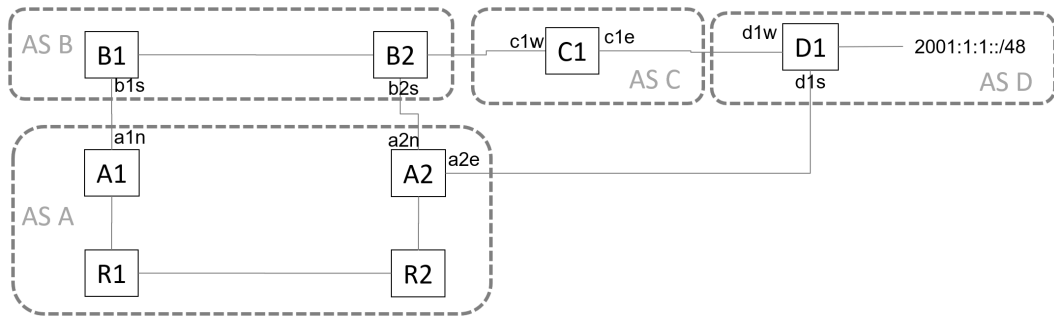 AS B
B1
b1s
B2
b2s
c1w
C1
c1e
AS C
d1w
D1
d1s
2001:1:1::/48
AS D
a1n
A1
a2n
A2
a2e
AS A
R1
R2